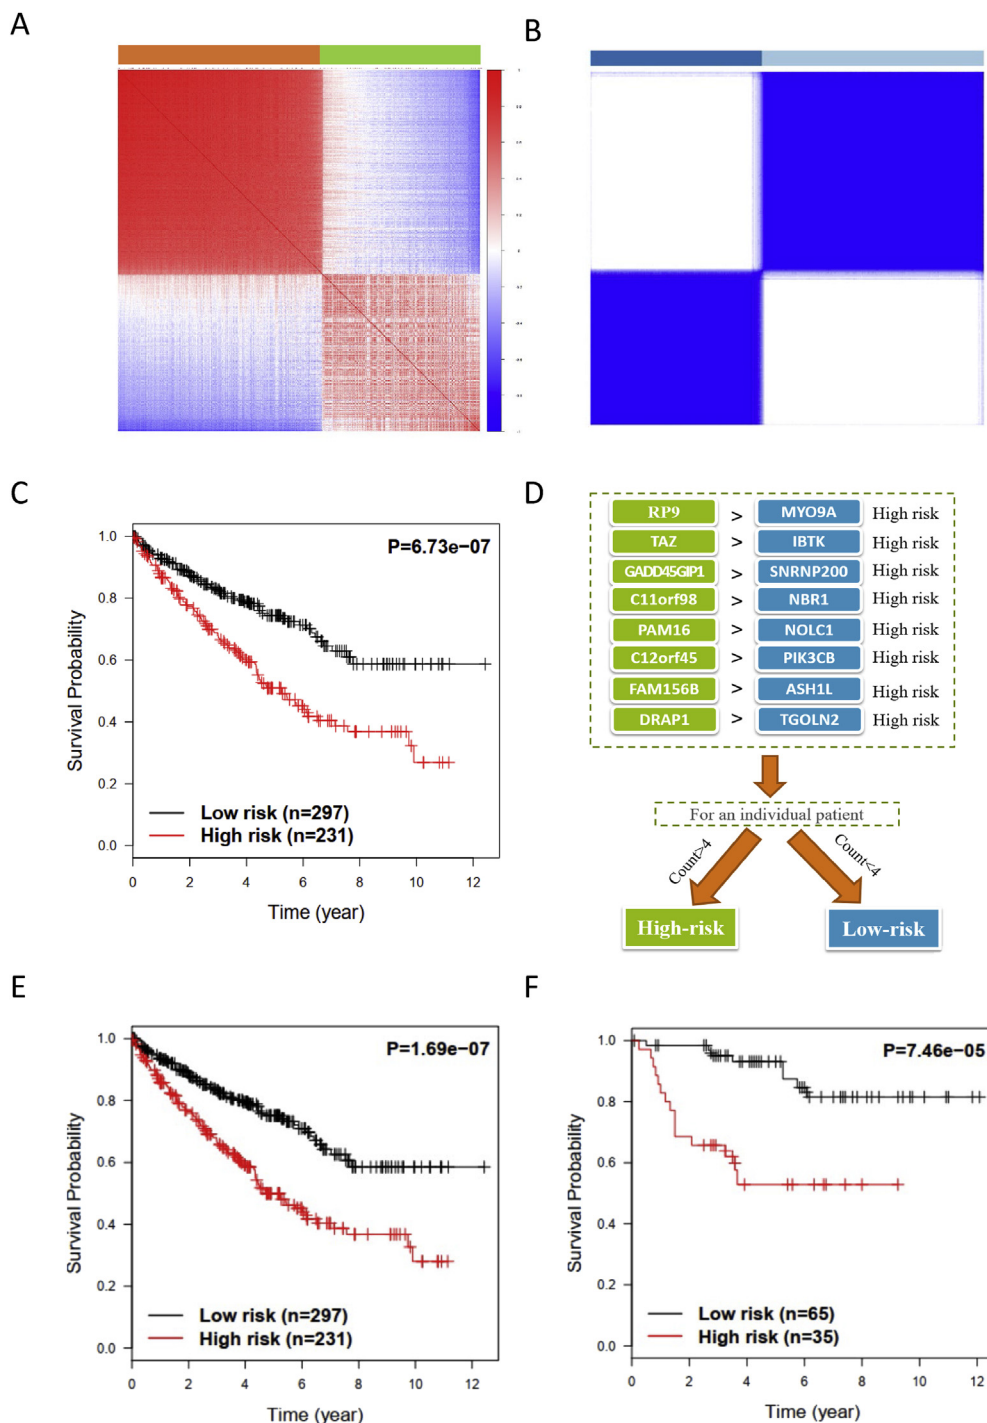 A
B
C
P=6.73e−07
Survival Probability
1.0
0.8
0.6
0.4
0.2
0.0
Low risk (n=297)
High risk (n=231)
0 2 4 6 8 10 12
Time (year)
D
RP9 > MYO9A High risk
TAZ > IBTK High risk
GADD45GIP1 > SNRNP200 High risk
C11orf98 > NBR1 High risk
PAM16 > NOLC1 High risk
C12orf45 > PIK3CB High risk
FAM156B > ASH1L High risk
DRAP1 > TGOLN2 High risk
For an individual patient
Count>4
Count<4
High-risk
Low-risk
E
P=1.69e−07
Survival Probability
1.0
0.8
0.6
0.4
0.2
0.0
Low risk (n=297)
High risk (n=231)
0 2 4 6 8 10 12
Time (year)
F
P=7.46e−05
Survival Probability
1.0
0.8
0.6
0.4
0.2
0.0
Low risk (n=65)
High risk (n=35)
0 2 4 6 8 10 12
Time (year)